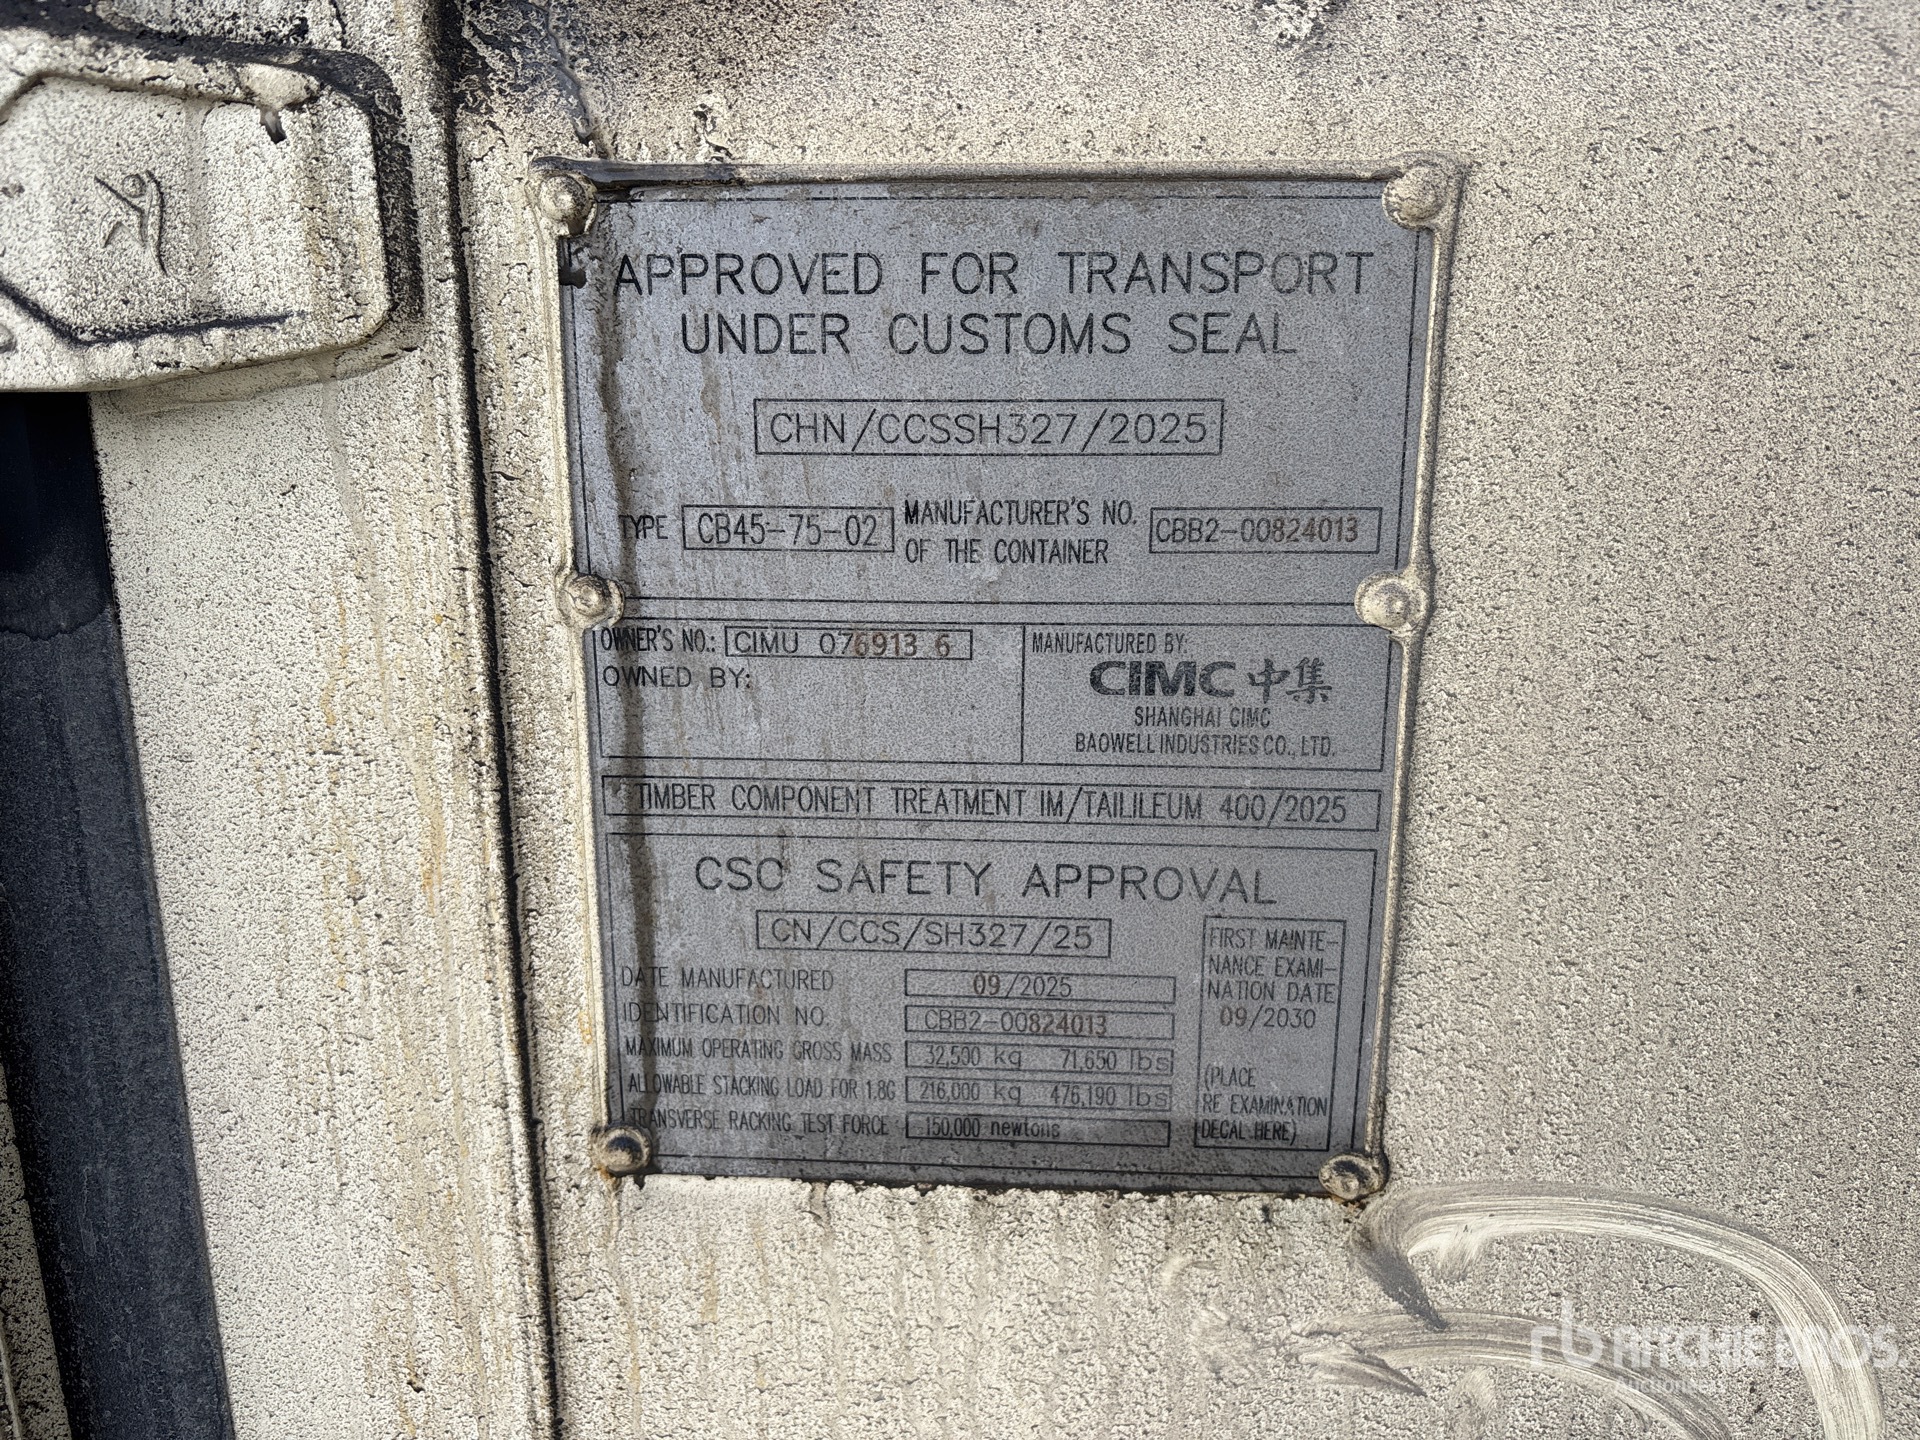 APPROVED FOR TRANSPORT
UNDER CUSTOMS SEAL
CHN/CCSSH327/2025
TYPE CB45-75-02 MANUFACTURER'S NO. OF THE CONTAINER CBB2-00824013
OWNER'S NO.: CIMU 076913 6
OWNED BY:
MANUFACTURED BY:
CIMC 中集
SHANGHAI CIMC
BAOWELL INDUSTRIES CO., LTD.
TIMBER COMPONENT TREATMENT IM/TAILILEUM 400/2025
CSC SAFETY APPROVAL
CN/CCS/SH327/25
DATE MANUFACTURED 09/2025
IDENTIFICATION NO. CBB2-00824013
MAXIMUM OPERATING GROSS MASS 32,500 kg 71,650 lbs
ALLOWABLE STACKING LOAD FOR 1.8G 216,000 kg 476,190 lbs
TRANSVERSE RACKING TEST FORCE 150,000 newtons
FIRST MAINTE-
NANCE EXAMI-
NATION DATE
09/2030
(PLACE
RE EXAMINATION
DECAL HERE)
rb RITCHIE BROS.
Auctioneers